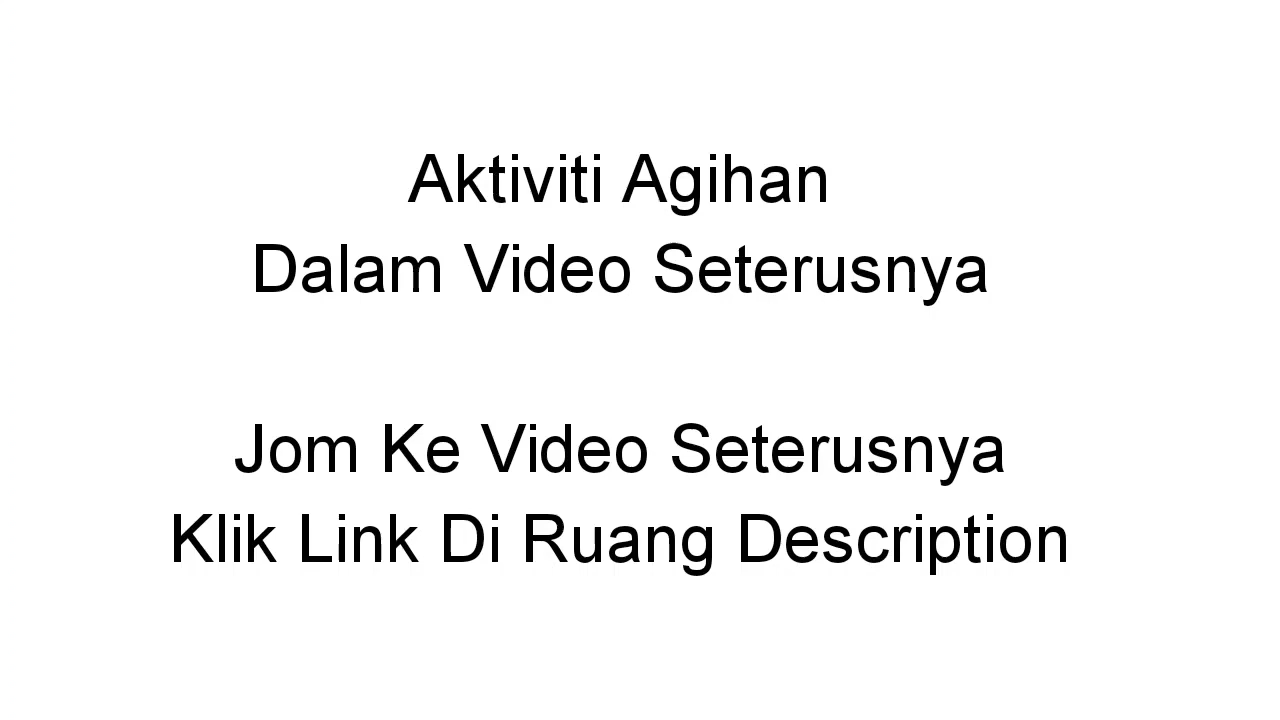 Aktiviti Agihan
Dalam Video Seterusnya
Jom Ke Video Seterusnya
Klik Link Di Ruang Description